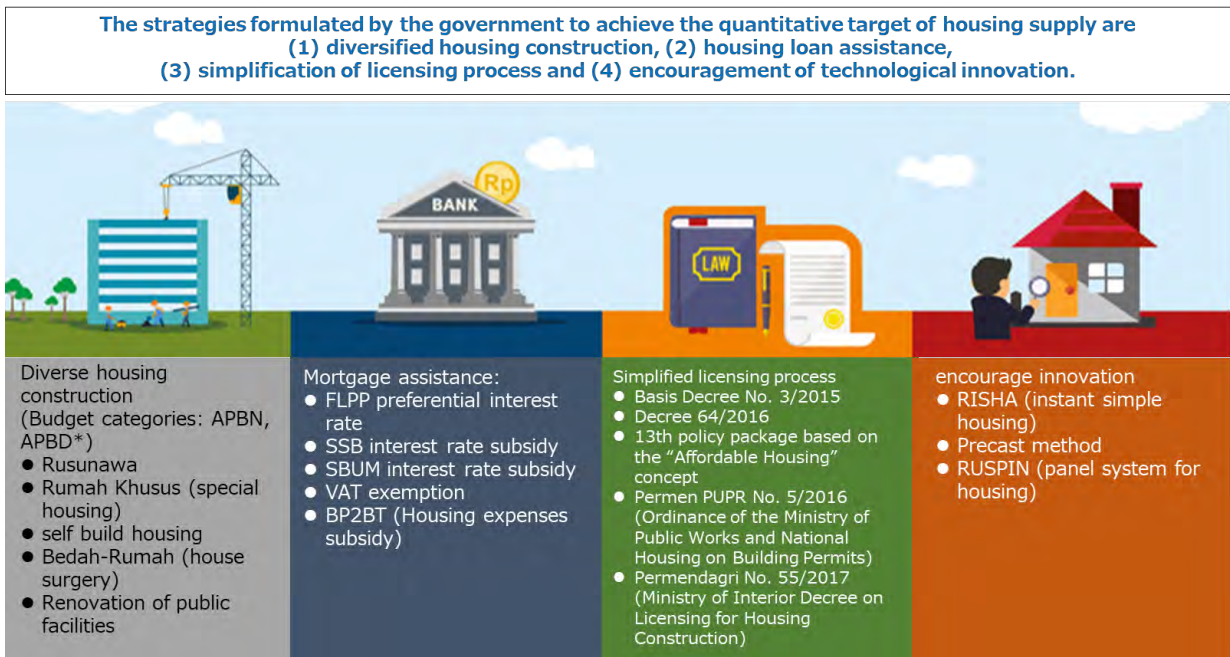 The strategies formulated by the government to achieve the quantitative target of housing supply are
(1) diversified housing construction, (2) housing loan assistance,
(3) simplification of licensing process and (4) encouragement of technological innovation.
Rp
BANK
LAW
Diverse housing
construction
(Budget categories: APBN,
APBD*)
● Rusunawa
● Rumah Khusus (special
housing)
● self build housing
● Bedah-Rumah (house
surgery)
● Renovation of public
facilities
Mortgage assistance:
● FLPP preferential interest
rate
● SSB interest rate subsidy
● SBUM interest rate subsidy
● VAT exemption
● BP2BT (Housing expenses
subsidy)
Simplified licensing process
● Basis Decree No. 3/2015
● Decree 64/2016
● 13th policy package based on
the “Affordable Housing”
concept
● Permen PUPR No. 5/2016
(Ordinance of the Ministry of
Public Works and National
Housing on Building Permits)
● Permendagri No. 55/2017
(Ministry of Interior Decree on
Licensing for Housing
Construction)
encourage innovation
● RISHA (instant simple
housing)
● Precast method
● RUSPIN (panel system for
housing)